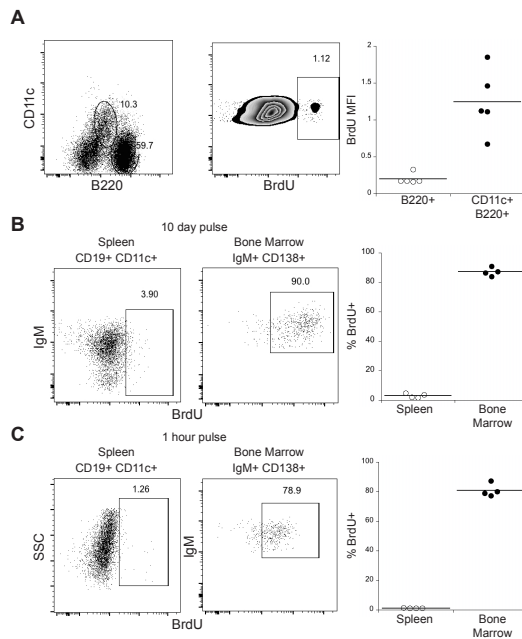 A
CD11c
10.3
59.7
B220
1.12
BrdU
BrdU MFI
2
1.5
1
0.5
0
B220+
CD11c+
B220+
B
10 day pulse
Spleen
CD19+ CD11c+
3.90
IgM
BrdU
Bone Marrow
IgM+ CD138+
90.0
% BrdU+
100
80
60
40
20
0
Spleen
Bone
Marrow
C
1 hour pulse
Spleen
CD19+ CD11c+
1.26
SSC
BrdU
Bone Marrow
IgM+ CD138+
78.9
IgM
% BrdU+
100
80
60
40
20
0
Spleen
Bone
Marrow